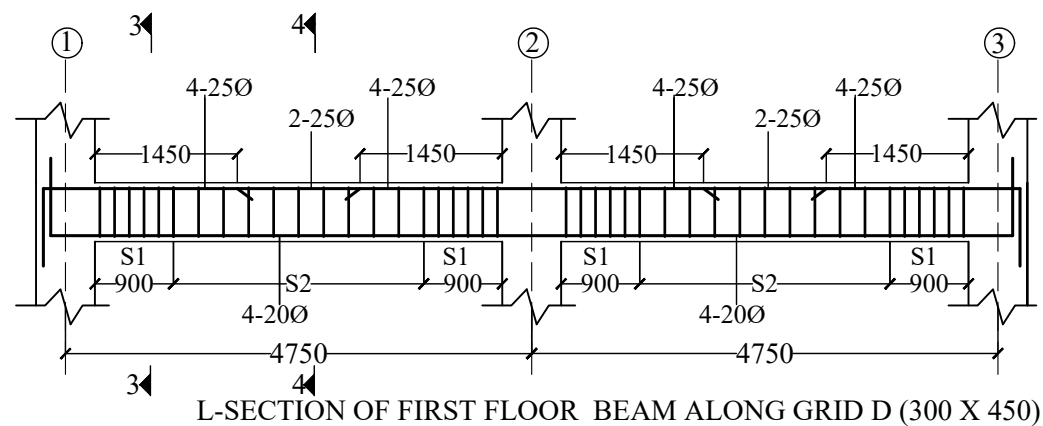 3 4
1 2 3
4-25Ø 4-25Ø 4-25Ø 4-25Ø
2-25Ø 2-25Ø
1450 1450 1450 1450
S1 S1 S1 S1
900 S2 900 900 S2 900
4-20Ø 4-20Ø
4750 4750
3 4
L-SECTION OF FIRST FLOOR BEAM ALONG GRID D (300 X 450)